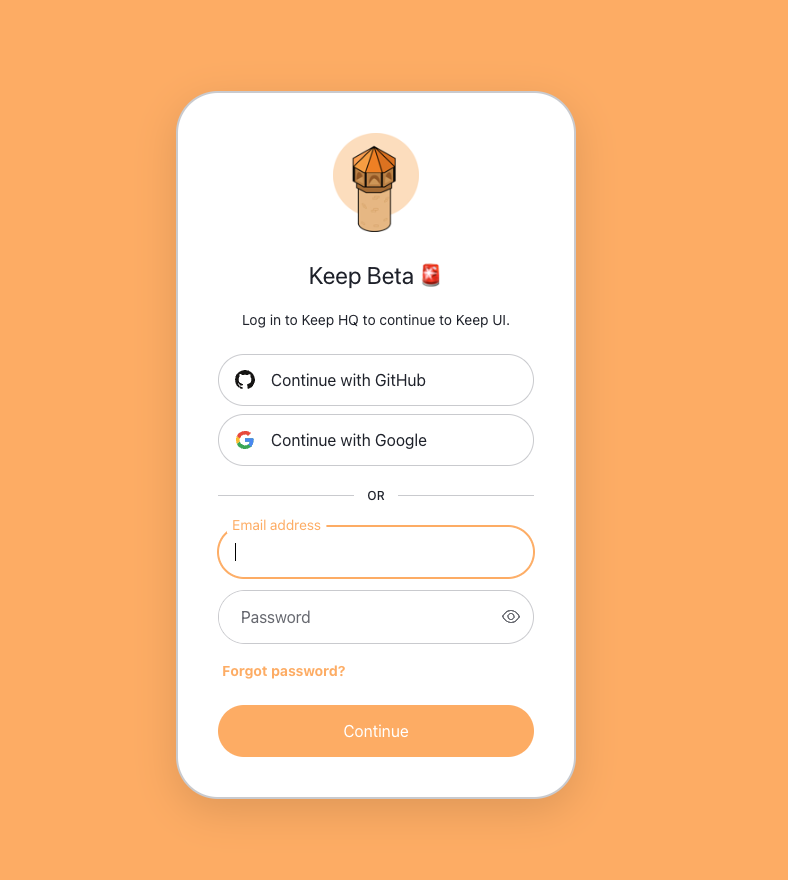 Keep Beta 🚨
Log in to Keep HQ to continue to Keep UI.
Continue with GitHub
Continue with Google
OR
Email address
Password
Forgot password?
Continue